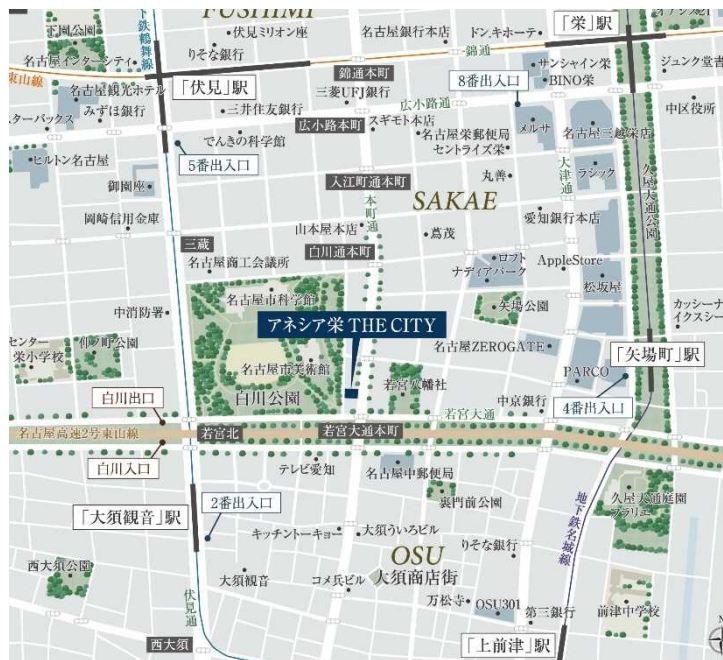 FUSHIMI
下園公園
地下鉄鶴舞線
伏見ミリオン座
名古屋銀行本店
ドン.キホーテ
「栄」駅
名古屋インターシティ
りそな銀行
錦通本町
錦通
サンシャイン栄
BINO栄
ジュンク堂書
東山線
「伏見」駅
三菱UFJ銀行
8番出入口
名古屋観光ホテル
みずほ銀行
三井住友銀行
広小路通
広小路本町
スギモト本店
中区役所
ターバックス
でんきの科学館
名古屋栄郵便局
セントライズ栄
メルサ
名古屋三越栄店
ヒルトン名古屋
5番出入口
丸善
大津通
ラシック
久屋大通公園
御園座
入江町通本町
SAKAE
岡崎信用金庫
本町通
山本屋本店
蔦茂
愛知銀行本店
三蔵
白川通本町
名古屋商工会議所
ロフト
ナディアパーク
AppleStore
名古屋市科学館
松坂屋
矢場公園
カッシーナ
イクスシー
中消防署
アネシア栄 THE CITY
センター
栄小学校
仲ノ町公園
名古屋ZEROGATE
「矢場町」駅
名古屋市美術館
PARCO
白川公園
若宮八幡社
白川出口
中京銀行
4番出入口
若宮大通
名古屋高速2号東山線
若宮北
若宮大通本町
白川入口
テレビ愛知
名古屋中郵便局
2番出入口
裏門前公園
久屋大通庭園
フラリエ
「大須観音」駅
キッチントーキョー
大須ういろビル
地下鉄名城線
OSU
りそな銀行
西大須公園
大須観音
コメ兵ビル
大須商店街
伏見通
万松寺
OSU301
第三銀行
前津中学校
西大須
「上前津」駅
N